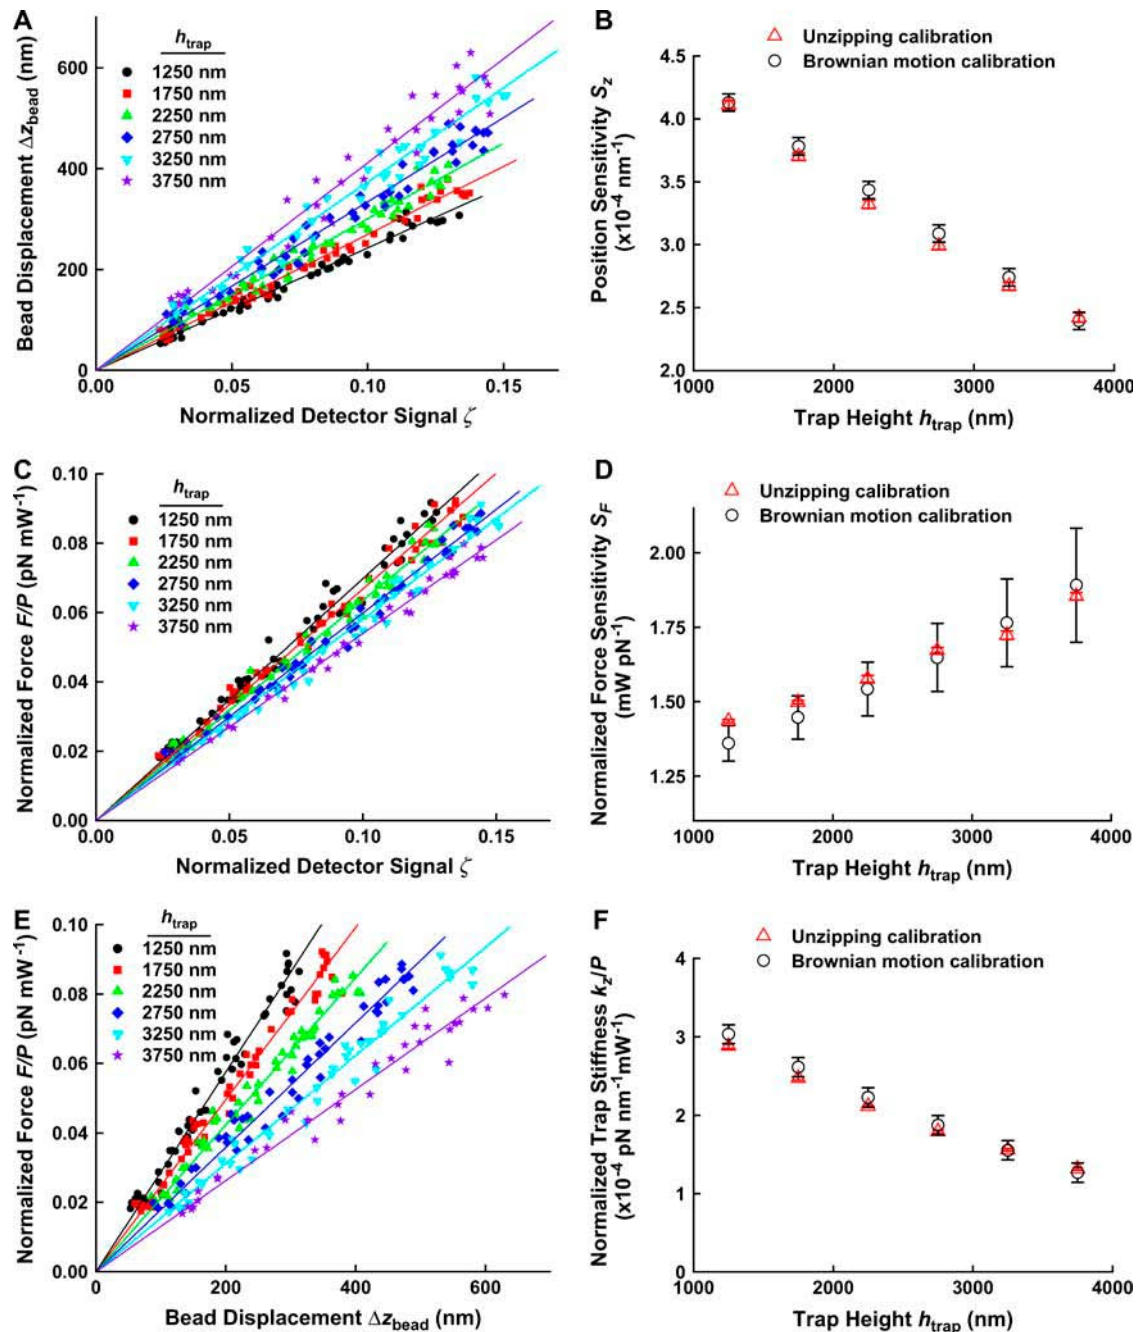 A
Bead Displacement Δz_bead (nm)
600
400
200
0
0.00 0.05 0.10 0.15
Normalized Detector Signal ζ
h_trap
1250 nm
1750 nm
2250 nm
2750 nm
3250 nm
3750 nm
B
Unzipping calibration
Brownian motion calibration
Position Sensitivity S_z
(x10⁻⁴ nm⁻¹)
4.5
4.0
3.5
3.0
2.5
2.0
1000 2000 3000 4000
Trap Height h_trap (nm)
C
Normalized Force F/P (pN mW⁻¹)
0.10
0.08
0.06
0.04
0.02
0.00
0.00 0.05 0.10 0.15
Normalized Detector Signal ζ
h_trap
1250 nm
1750 nm
2250 nm
2750 nm
3250 nm
3750 nm
D
Unzipping calibration
Brownian motion calibration
Normalized Force Sensitivity S_F
(mW pN⁻¹)
2.00
1.75
1.50
1.25
1000 2000 3000 4000
Trap Height h_trap (nm)
E
Normalized Force F/P (pN mW⁻¹)
0.10
0.08
0.06
0.04
0.02
0.00
0 200 400 600
Bead Displacement Δz_bead (nm)
h_trap
1250 nm
1750 nm
2250 nm
2750 nm
3250 nm
3750 nm
F
Unzipping calibration
Brownian motion calibration
Normalized Trap Stiffness k_z/P
(x10⁻⁴ pN nm⁻¹mW⁻¹)
4
3
2
1
0
1000 2000 3000 4000
Trap Height h_trap (nm)